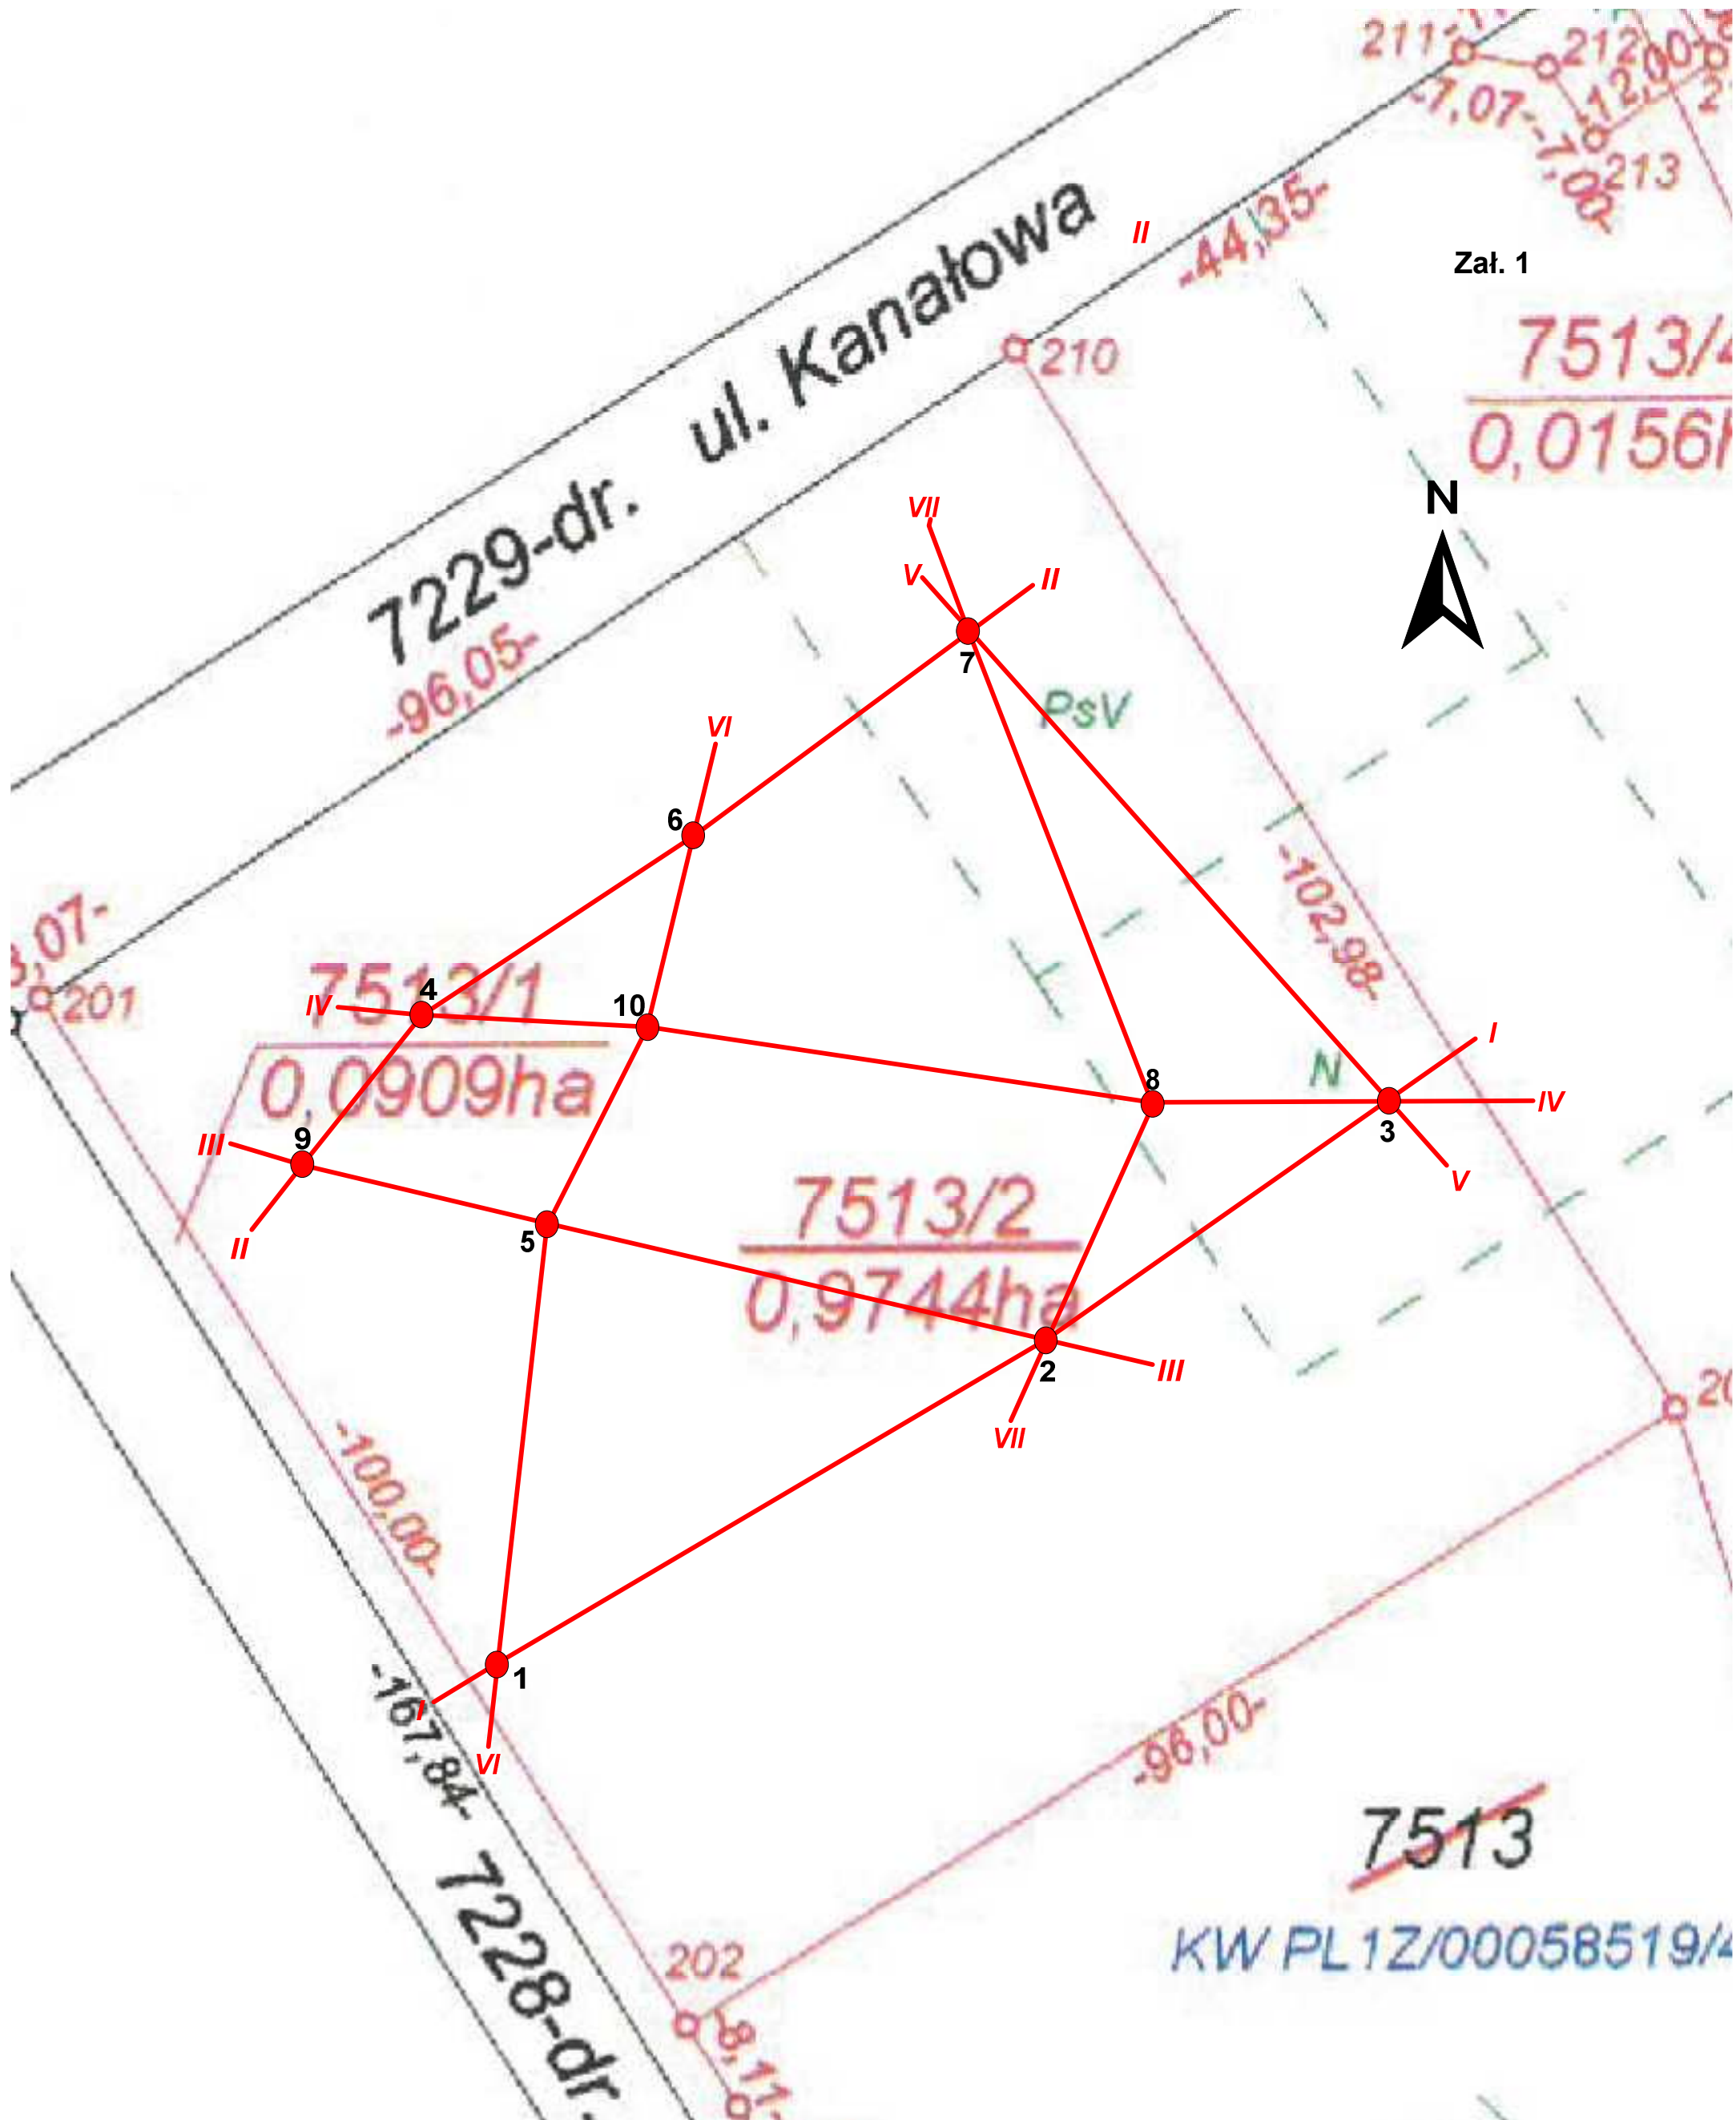 211
212
-12,00-
-7,07-
-7,00-
213
ul. Kanałowa
II
-44,35-
Zał. 1
210
7513/4
0,0156
N
7229-dr.
-96,05-
VII
V
II
7
PsV
VI
6
-102,98-
201
7513/1
0,0909ha
IV
4
10
I
N
8
IV
3
V
III
9
II
5
7513/2
0,9744ha
2
III
VII
-100,00-
1
I
VI
-167,84-
7228-dr.
-96,00-
7513
KW PL1Z/00058519/4
202
-8,11-